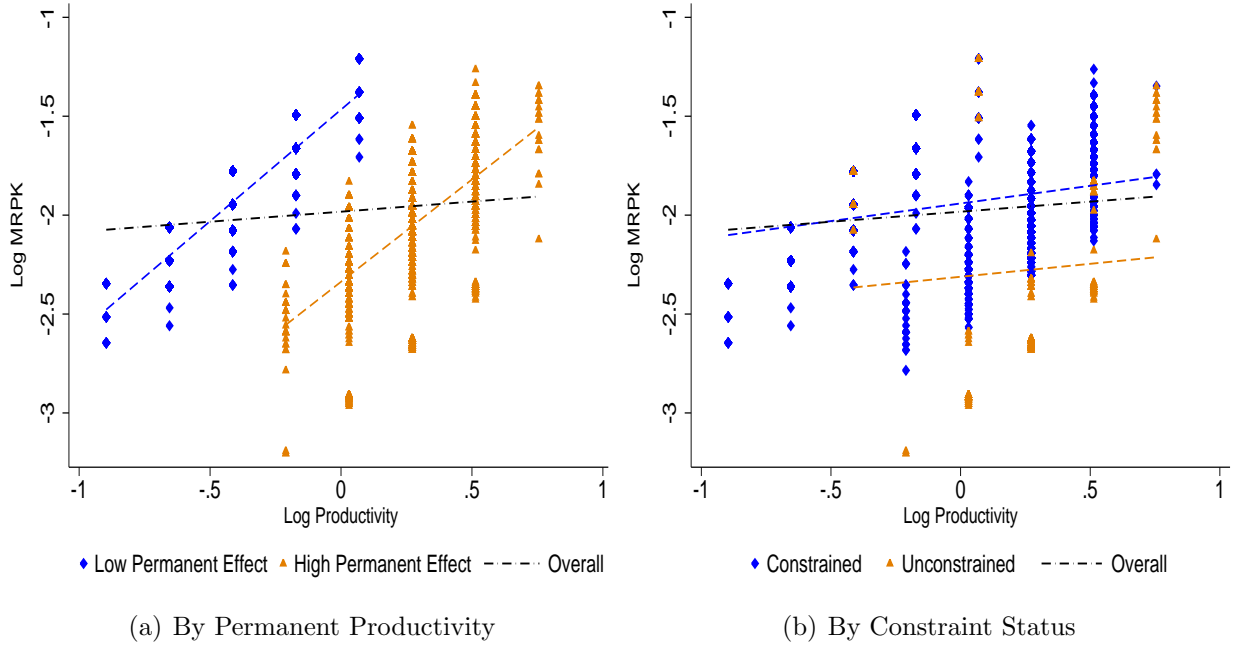 -1
-1.5
-2
-2.5
-3
Log MRPK
-1
-.5
0
.5
1
Log Productivity
Low Permanent Effect
High Permanent Effect
Overall
(a) By Permanent Productivity
-1
-1.5
-2
-2.5
-3
Log MRPK
-1
-.5
0
.5
1
Log Productivity
Constrained
Unconstrained
Overall
(b) By Constraint Status